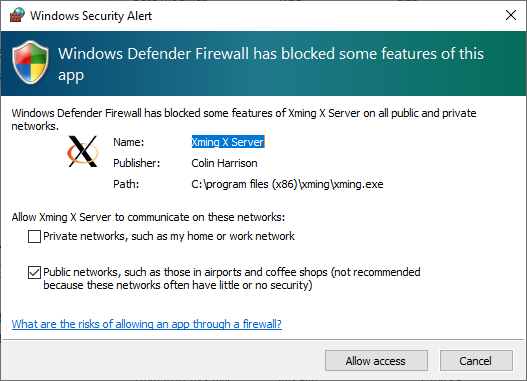 Windows Security Alert
Windows Defender Firewall has blocked some features of this
app
Windows Defender Firewall has blocked some features of Xming X Server on all public and private
networks.
Name: Xming X Server
Publisher: Colin Harrison
Path: C:\program files (x86)\xming\xming.exe
Allow Xming X Server to communicate on these networks:
Private networks, such as my home or work network
Public networks, such as those in airports and coffee shops (not recommended
because these networks often have little or no security)
What are the risks of allowing an app through a firewall?
Allow access Cancel